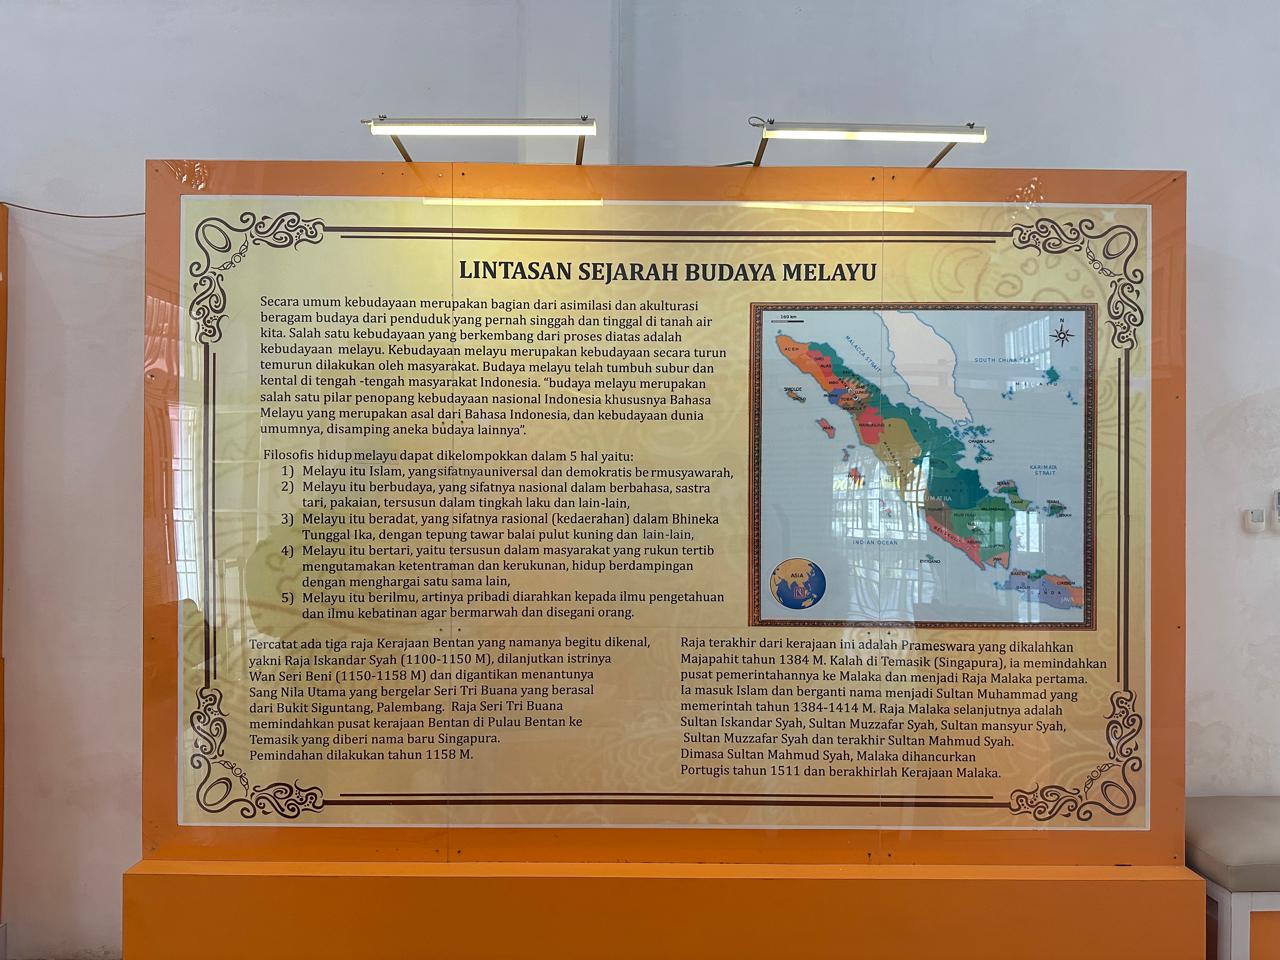 LINTASAN SEJARAH BUDAYA MELAYU
Secara umum kebudayaan merupakan bagian dari asimilasi dan akulturasi
beragam budaya dari penduduk yang pernah singgah dan tinggal di tanah air
kita. Salah satu kebudayaan yang berkembang dari proses diatas adalah
kebudayaan melayu. Kebudayaan melayu merupakan kebudayaan secara turun
temurun dilakukan oleh masyarakat. Budaya melayu telah tumbuh subur dan
kental di tengah -tengah masyarakat Indonesia. “budaya melayu merupakan
salah satu pilar penopang kebudayaan nasional Indonesia khususnya Bahasa
Melayu yang merupakan asal dari Bahasa Indonesia, dan kebudayaan dunia
umumnya, disamping aneka budaya lainnya”.
Filosofis hidup melayu dapat dikelompokkan dalam 5 hal yaitu:
1) Melayu itu Islam, yang sifatnya universal dan demokratis bermusyawarah,
2) Melayu itu berbudaya, yang sifatnya nasional dalam berbahasa, sastra
tari, pakaian, tersusun dalam tingkah laku dan lain-lain,
3) Melayu itu beradat, yang sifatnya rasional (kedaerahan) dalam Bhineka
Tunggal Ika, dengan tepung tawar balai pulut kuning dan lain-lain,
4) Melayu itu bertari, yaitu tersusun dalam masyarakat yang rukun tertib
mengutamakan ketentraman dan kerukunan, hidup berdampingan
dengan menghargai satu sama lain,
5) Melayu itu berilmu, artinya pribadi diarahkan kepada ilmu pengetahuan
dan ilmu kebatinan agar bermarwah dan disegani orang.
160 km
N
ACEH
MALACCA STRAIT
SOUTH CHINA SEA
KARIMATA
STRAIT
INDIAN OCEAN
ENGGANO
JAVA
ASIA
Tercatat ada tiga raja Kerajaan Bentan yang namanya begitu dikenal,
yakni Raja Iskandar Syah (1100-1150 M), dilanjutkan istrinya
Wan Seri Beni (1150-1158 M) dan digantikan menantunya
Sang Nila Utama yang bergelar Seri Tri Buana yang berasal
dari Bukit Siguntang, Palembang. Raja Seri Tri Buana
memindahkan pusat kerajaan Bentan di Pulau Bentan ke
Temasik yang diberi nama baru Singapura.
Pemindahan dilakukan tahun 1158 M.
Raja terakhir dari kerajaan ini adalah Prameswara yang dikalahkan
Majapahit tahun 1384 M. Kalah di Temasik (Singapura), ia memindahkan
pusat pemerintahannya ke Malaka dan menjadi Raja Malaka pertama.
Ia masuk Islam dan berganti nama menjadi Sultan Muhammad yang
memerintah tahun 1384-1414 M. Raja Malaka selanjutnya adalah
Sultan Iskandar Syah, Sultan Muzzafar Syah, Sultan mansyur Syah,
Sultan Muzzafar Syah dan terakhir Sultan Mahmud Syah.
Dimasa Sultan Mahmud Syah, Malaka dihancurkan
Portugis tahun 1511 dan berakhirlah Kerajaan Malaka.